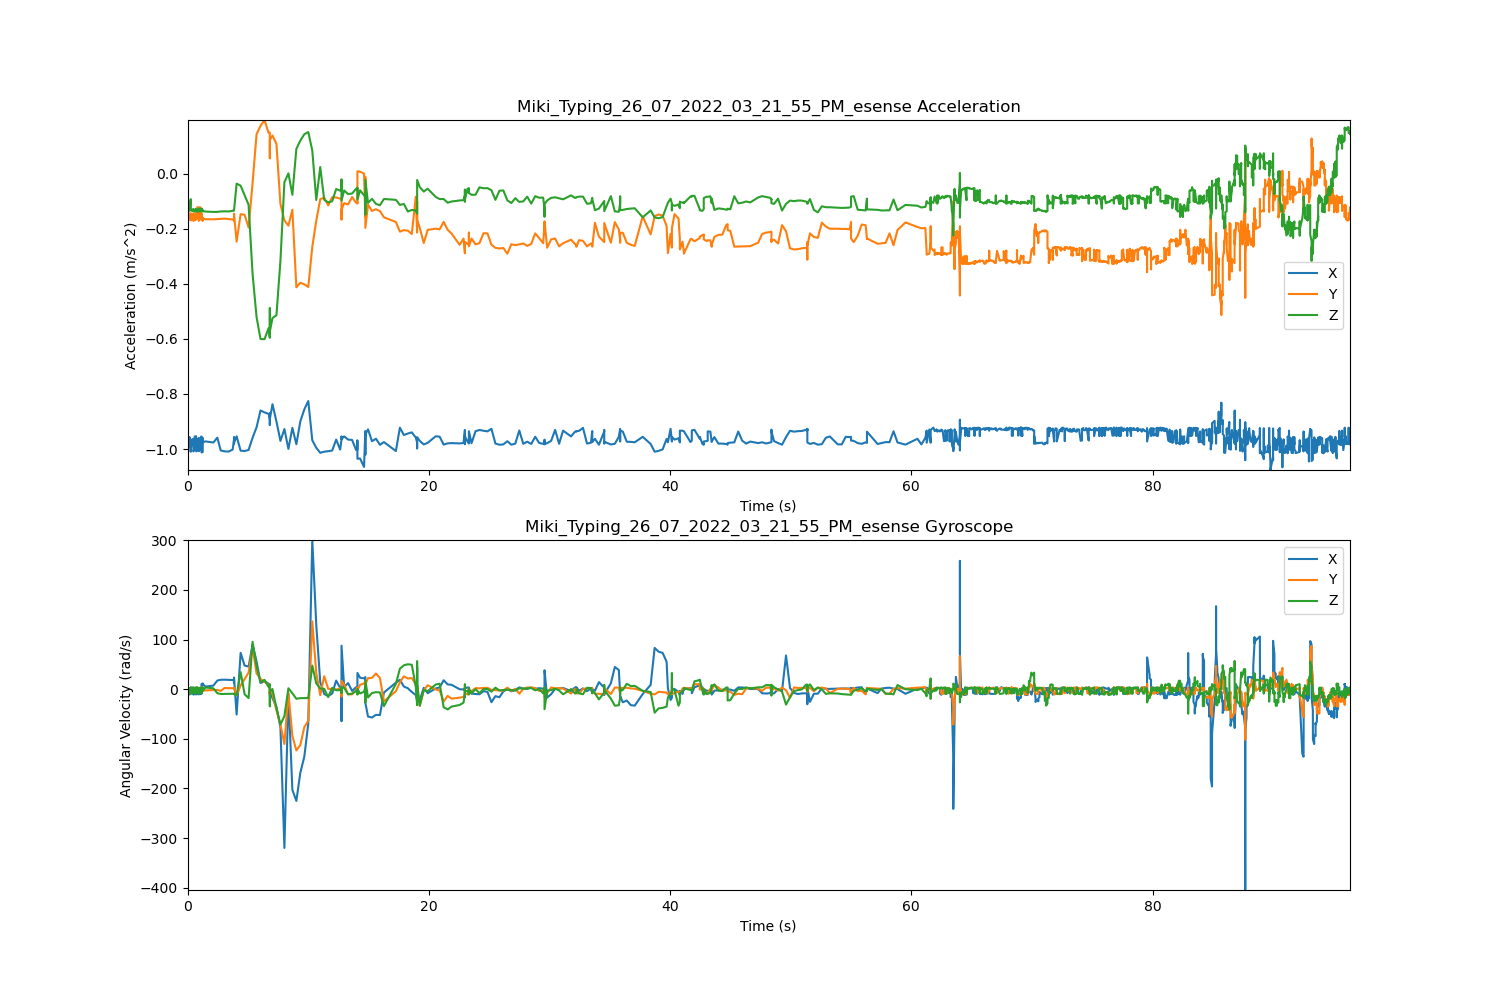 Miki_Typing_26_07_2022_03_21_55_PM_esense Acceleration
Acceleration (m/s^2)
0.0
−0.2
−0.4
−0.6
−0.8
−1.0
X
Y
Z
0 20 40 60 80
Time (s)
Miki_Typing_26_07_2022_03_21_55_PM_esense Gyroscope
Angular Velocity (rad/s)
300
200
100
0
−100
−200
−300
−400
X
Y
Z
0 20 40 60 80
Time (s)